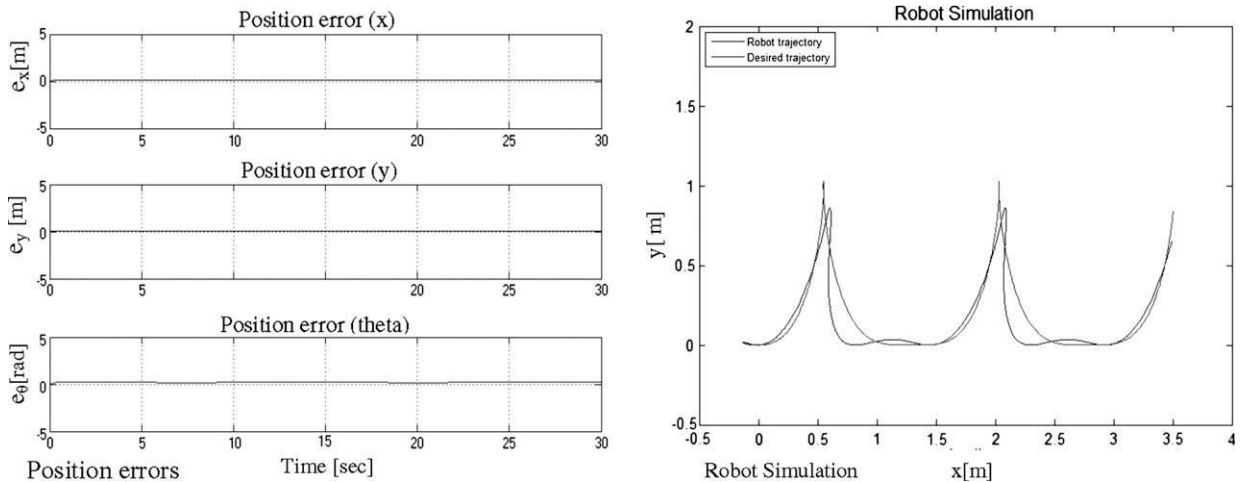 Position error (x)
5
0
-5
e_x[m]
0 5 10 20 25 30
Position error (y)
5
0
-5
e_y [m]
0 5 20 25 30
Position error (theta)
5
0
-5
e_θ[rad]
0 5 10 15 20 25 30
Time [sec]
Position errors
Robot Simulation
Robot trajectory
Desired trajectory
2
1.5
1
0.5
0
-0.5
y[ m]
-0.5 0 0.5 1 1.5 2 2.5 3 3.5 4
Robot Simulation
x[m]